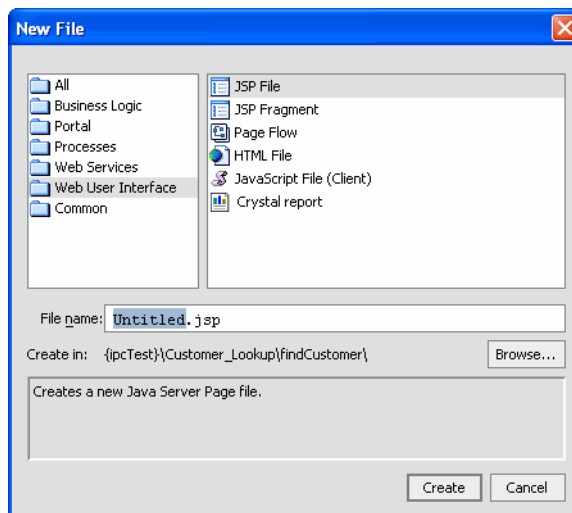 New File
All
Business Logic
Portal
Processes
Web Services
Web User Interface
Common
JSP File
JSP Fragment
Page Flow
HTML File
JavaScript File (Client)
Crystal report
File name: Untitled.jsp
Create in: {ipcTest}\Customer_Lookup\findCustomer\ Browse...
Creates a new Java Server Page file.
Create Cancel